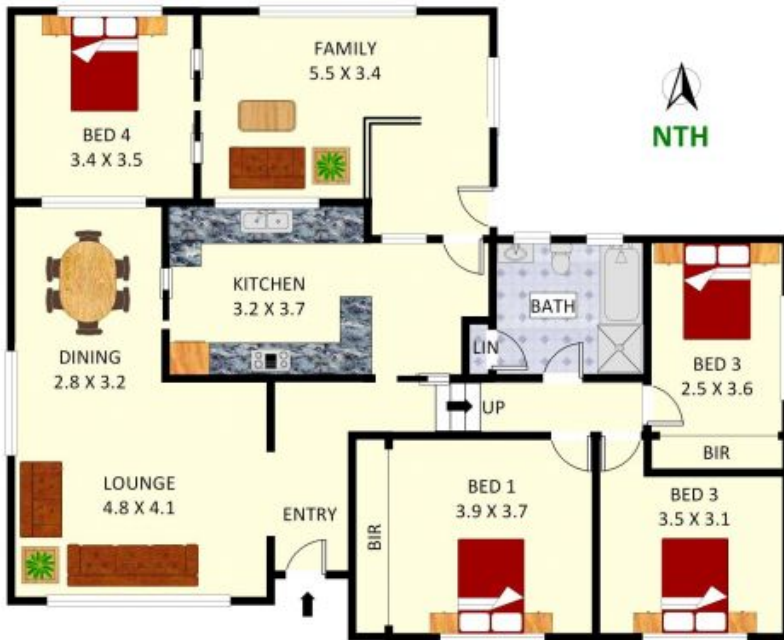 FAMILY
5.5 X 3.4
BED 4
3.4 X 3.5
NTH
KITCHEN
3.2 X 3.7
BATH
LIN
BED 3
2.5 X 3.6
BIR
DINING
2.8 X 3.2
UP
LOUNGE
4.8 X 4.1
ENTRY
BIR
BED 1
3.9 X 3.7
BED 3
3.5 X 3.1